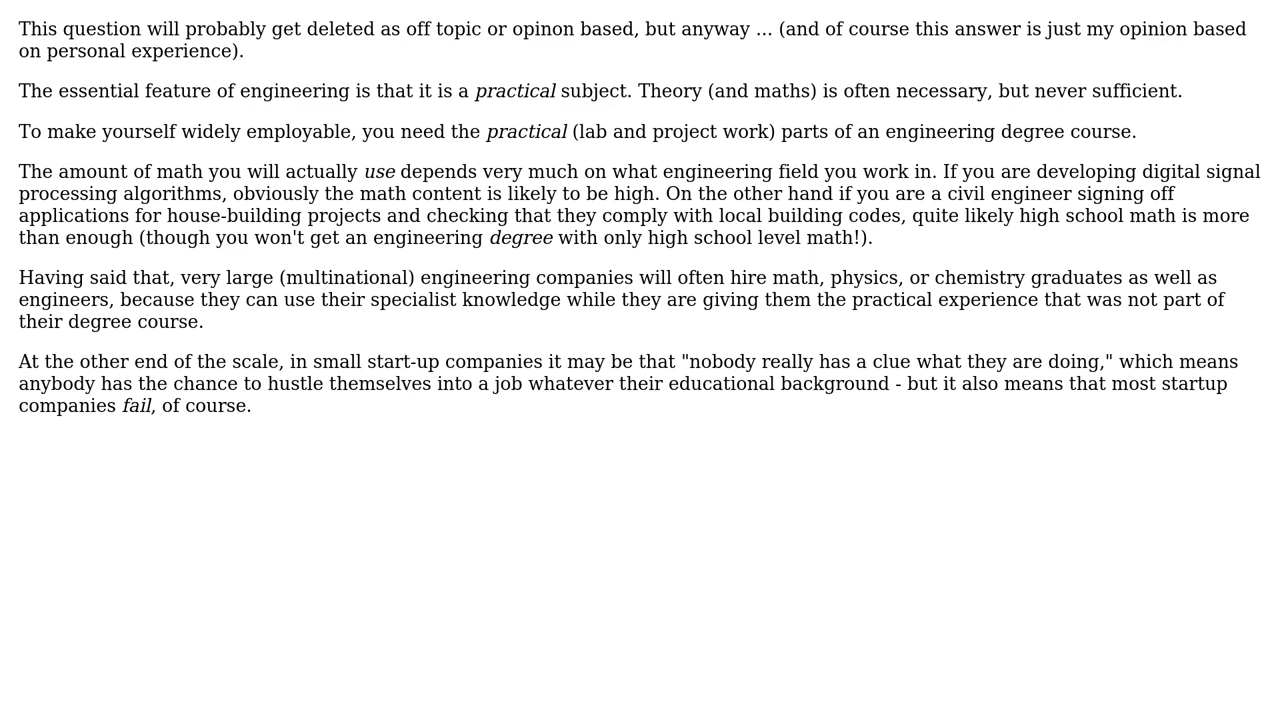 This question will probably get deleted as off topic or opinon based, but anyway ... (and of course this answer is just my opinion based
on personal experience).
The essential feature of engineering is that it is a practical subject. Theory (and maths) is often necessary, but never sufficient.
To make yourself widely employable, you need the practical (lab and project work) parts of an engineering degree course.
The amount of math you will actually use depends very much on what engineering field you work in. If you are developing digital signal
processing algorithms, obviously the math content is likely to be high. On the other hand if you are a civil engineer signing off
applications for house-building projects and checking that they comply with local building codes, quite likely high school math is more
than enough (though you won't get an engineering degree with only high school level math!).
Having said that, very large (multinational) engineering companies will often hire math, physics, or chemistry graduates as well as
engineers, because they can use their specialist knowledge while they are giving them the practical experience that was not part of
their degree course.
At the other end of the scale, in small start-up companies it may be that "nobody really has a clue what they are doing," which means
anybody has the chance to hustle themselves into a job whatever their educational background - but it also means that most startup
companies fail, of course.